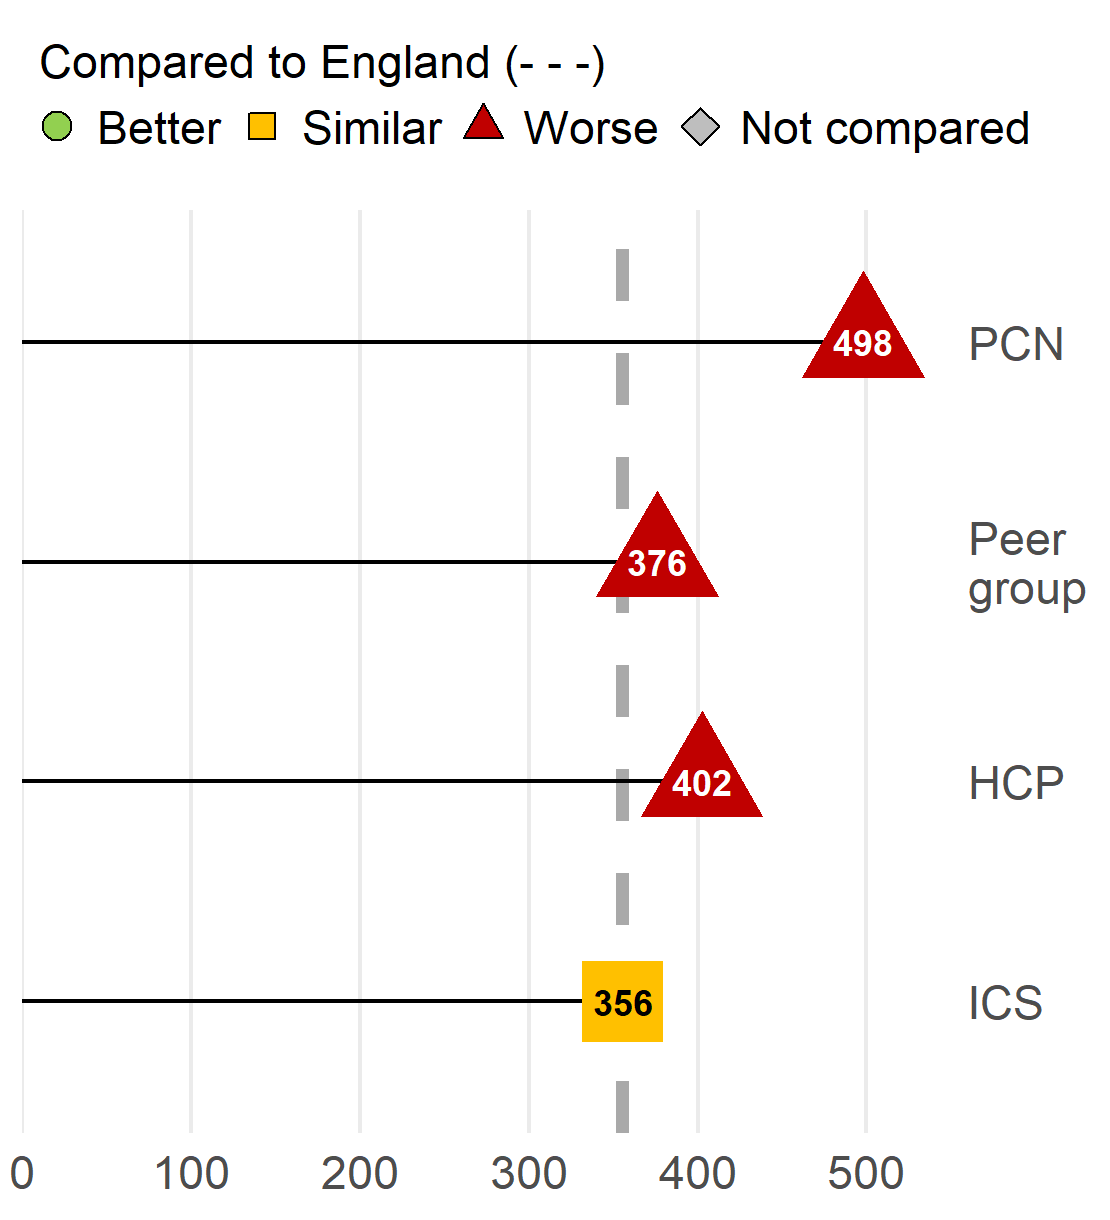 Compared to England (- - -)
Better Similar Worse Not compared
498 PCN
376 Peer
group
402 HCP
356 ICS
0 100 200 300 400 500